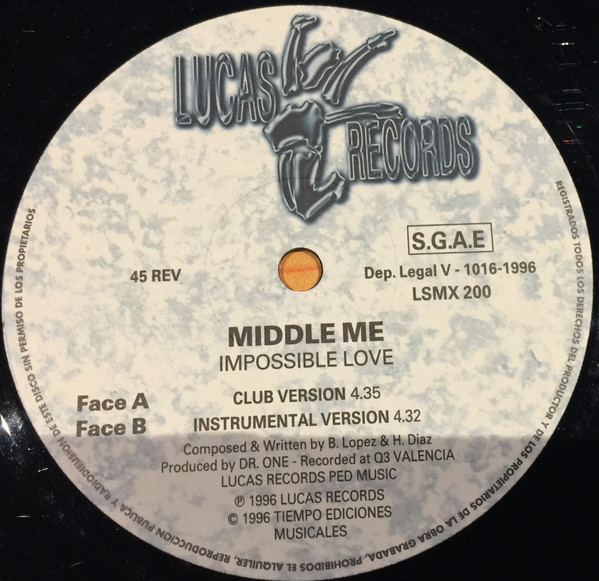 LUCAS
RECORDS
S.G.A.E
45 REV
Dep. Legal V - 1016-1996
LSMX 200
MIDDLE ME
IMPOSSIBLE LOVE
Face A CLUB VERSION 4.35
Face B INSTRUMENTAL VERSION 4.32
Composed & Written by B. Lopez & H. Diaz
Produced by DR. ONE - Recorded at Q3 VALENCIA
LUCAS RECORDS PED MUSIC
℗ 1996 LUCAS RECORDS
© 1996 TIEMPO EDICIONES
MUSICALES
REGISTRADOS TODOS LOS DERECHOS DEL PRODUCTOR Y DE LOS PROPIETARIOS DE LA OBRA GRABADA, PROHIBIDOS EL ALQUILER, REPRODUCCION PUBLICA Y RADIODIFUSION DE ESTE DISCO SIN PERMISO DE LOS PROPIETARIOS